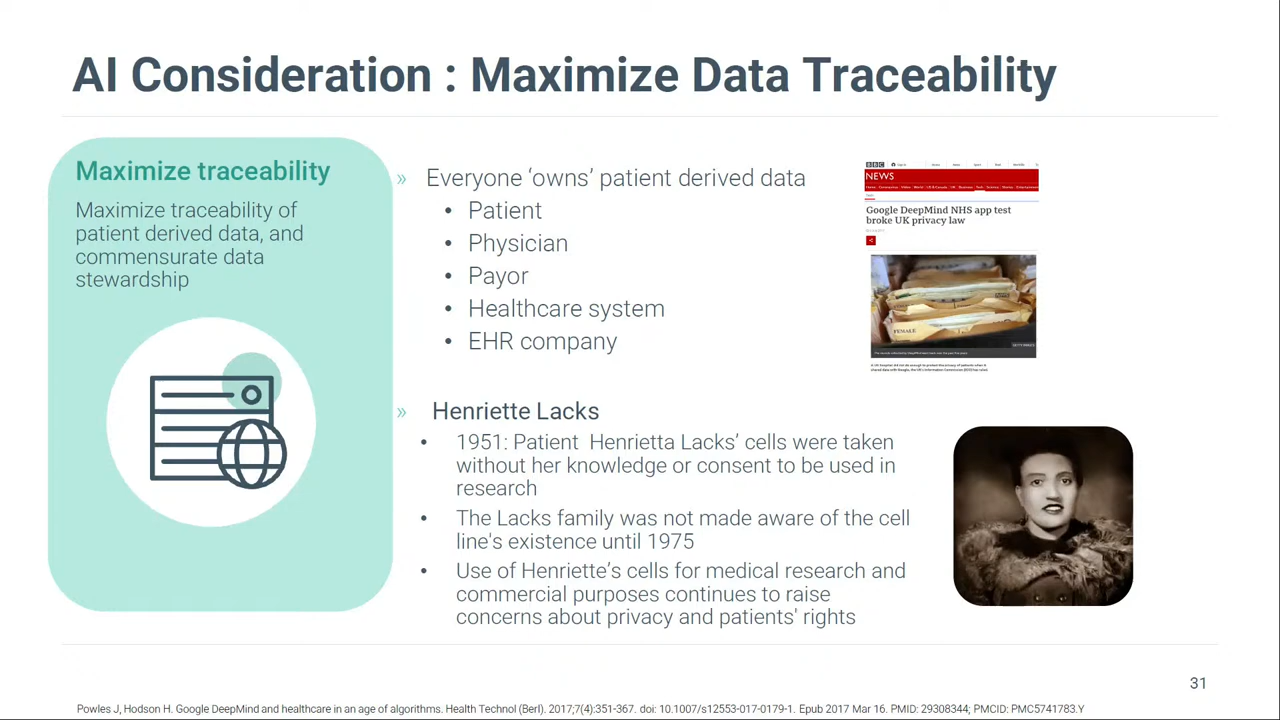 AI Consideration : Maximize Data Traceability
Maximize traceability
Maximize traceability of
patient derived data, and
commensurate data
stewardship
» Everyone ‘owns’ patient derived data
• Patient
• Physician
• Payor
• Healthcare system
• EHR company
BBC
NEWS
Google DeepMind NHS app test
broke UK privacy law
FEMALE
» Henriette Lacks
• 1951: Patient Henrietta Lacks’ cells were taken
without her knowledge or consent to be used in
research
• The Lacks family was not made aware of the cell
line's existence until 1975
• Use of Henriette’s cells for medical research and
commercial purposes continues to raise
concerns about privacy and patients' rights
31
Powles J, Hodson H. Google DeepMind and healthcare in an age of algorithms. Health Technol (Berl). 2017;7(4):351-367. doi: 10.1007/s12553-017-0179-1. Epub 2017 Mar 16. PMID: 29308344; PMCID: PMC5741783.Y